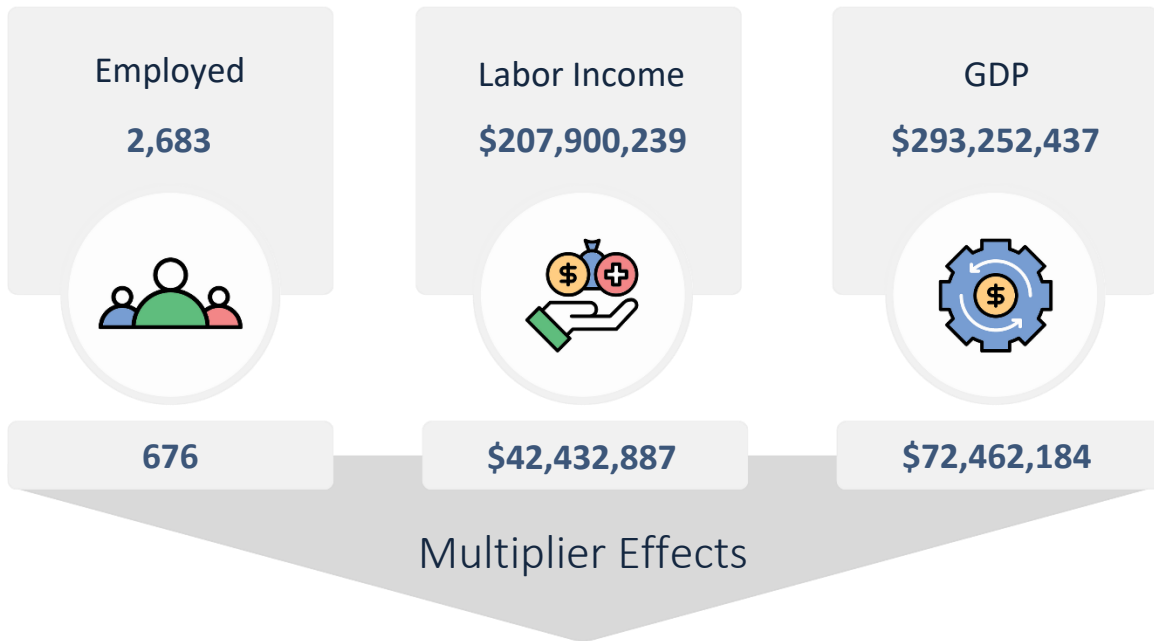 Employed
2,683
Labor Income
$207,900,239
GDP
$293,252,437
$
$
676
$42,432,887
$72,462,184
Multiplier Effects